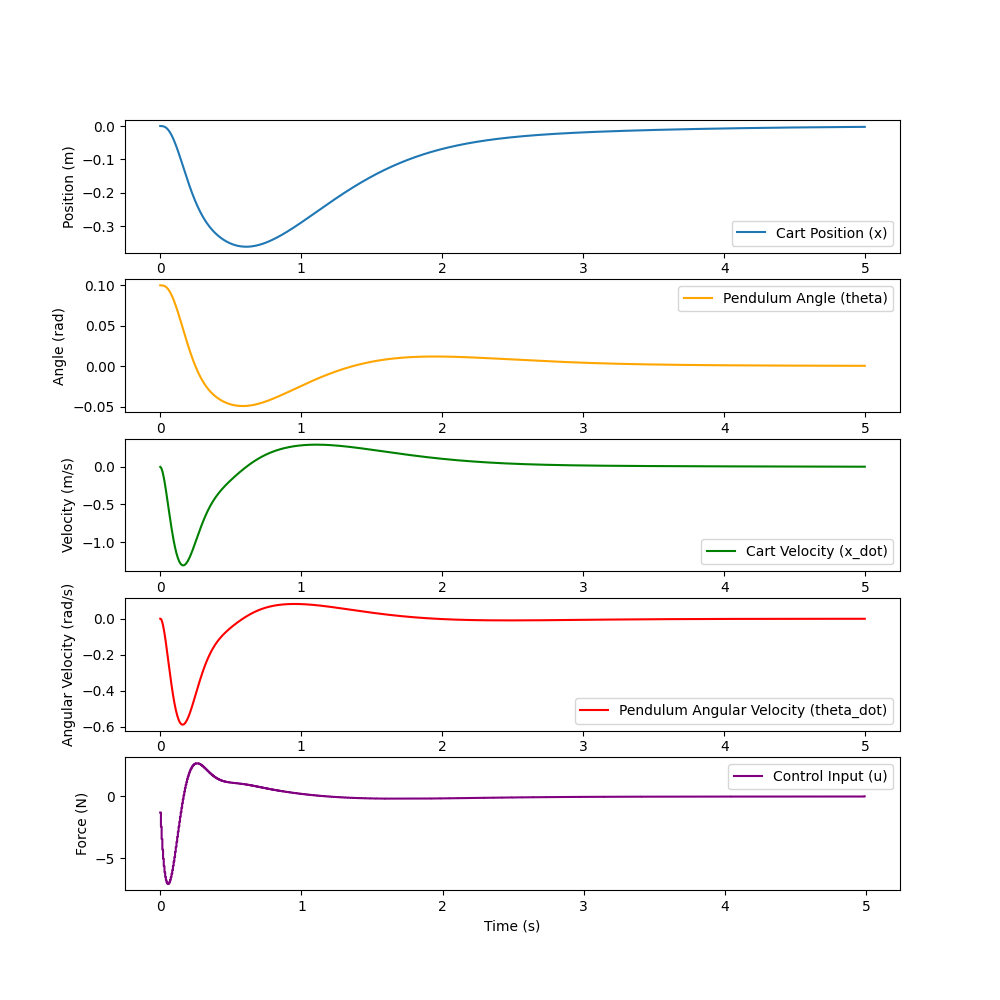 Position (m)
0.0
−0.1
−0.2
−0.3
Cart Position (x)
0 1 2 3 4 5
Angle (rad)
0.10
0.05
0.00
−0.05
Pendulum Angle (theta)
0 1 2 3 4 5
Velocity (m/s)
0.0
−0.5
−1.0
Cart Velocity (x_dot)
0 1 2 3 4 5
Angular Velocity (rad/s)
0.0
−0.2
−0.4
−0.6
Pendulum Angular Velocity (theta_dot)
0 1 2 3 4 5
Force (N)
0
−5
Control Input (u)
0 1 2 3 4 5
Time (s)